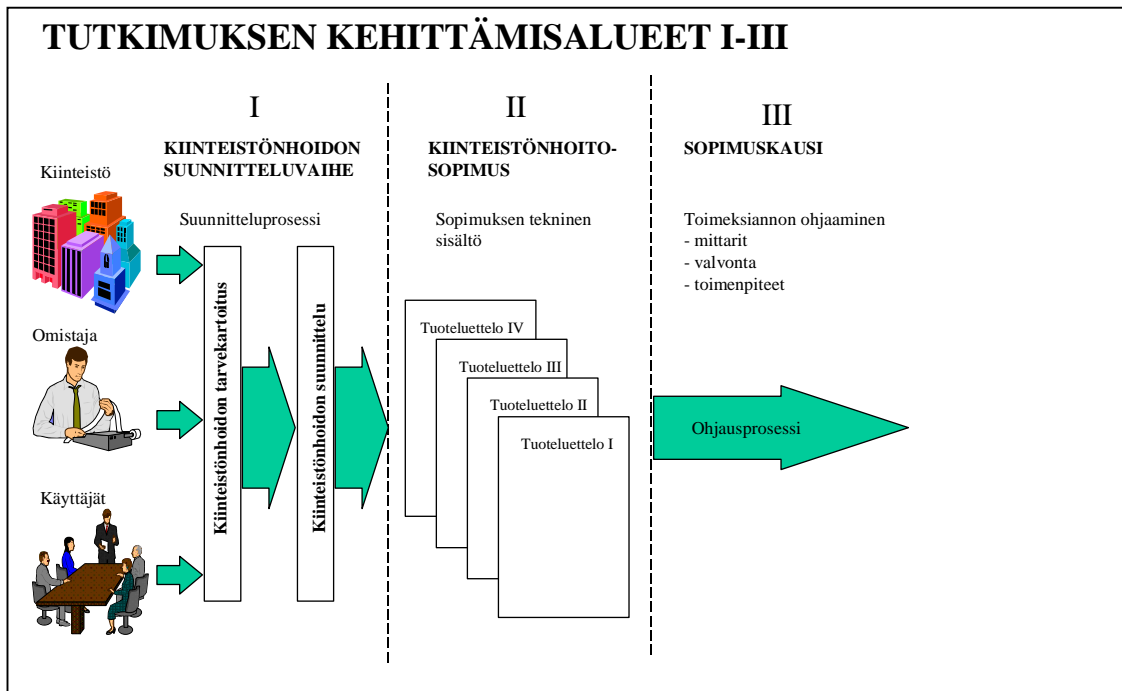 TUTKIMUKSEN KEHITTÄMISALUEET I-III
I
KIINTEISTÖNHOIDON
SUUNNITTELUVAIHE
Suunnitteluprosessi
Kiinteistö
Omistaja
Käyttäjät
Kiinteistönhoidon tarvekartoitus
Kiinteistönhoidon suunnittelu
II
KIINTEISTÖNHOITO-
SOPIMUS
Sopimuksen tekninen
sisältö
Tuoteluettelo IV
Tuoteluettelo III
Tuoteluettelo II
Tuoteluettelo I
III
SOPIMUSKAUSI
Toimeksiannon ohjaaminen
- mittarit
- valvonta
- toimenpiteet
Ohjausprosessi